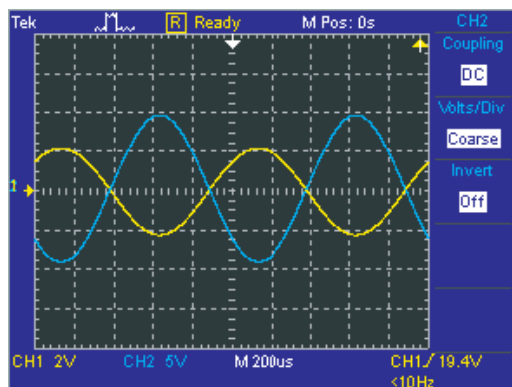 Tek R Ready M Pos: 0s CH2
Coupling
DC
Volts/Div
Coarse
Invert
Off
1
CH1 2V CH2 5V M 200us CH1 / 19.4V
<10Hz